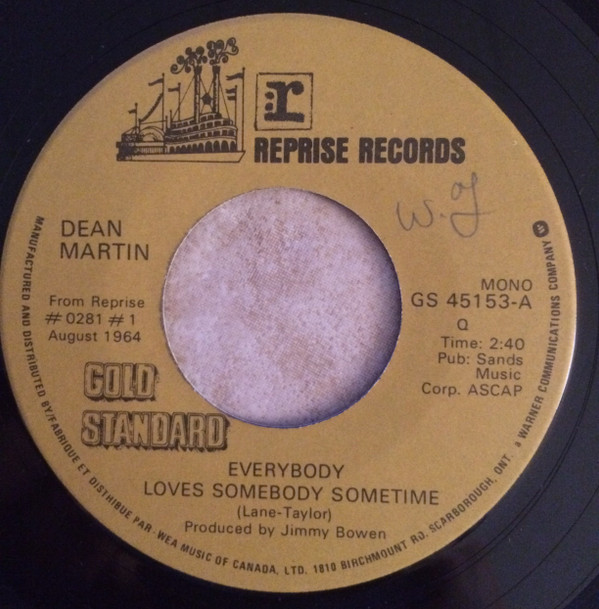 r
REPRISE RECORDS
w. of
DEAN
MARTIN
From Reprise
#0281 #1
August 1964
MONO
GS 45153-A
Q
Time: 2:40
Pub: Sands
Music
Corp. ASCAP
GOLD
STANDARD
EVERYBODY
LOVES SOMEBODY SOMETIME
(Lane-Taylor)
Produced by Jimmy Bowen
MANUFACTURED AND DISTRIBUTED BY/FABRIQUE ET DISTRIBUE PAR-WEA MUSIC OF CANADA, LTD. 1810 BIRCHMOUNT RD. SCARBOROUGH, ONT. a WARNER COMMUNICATIONS COMPANY